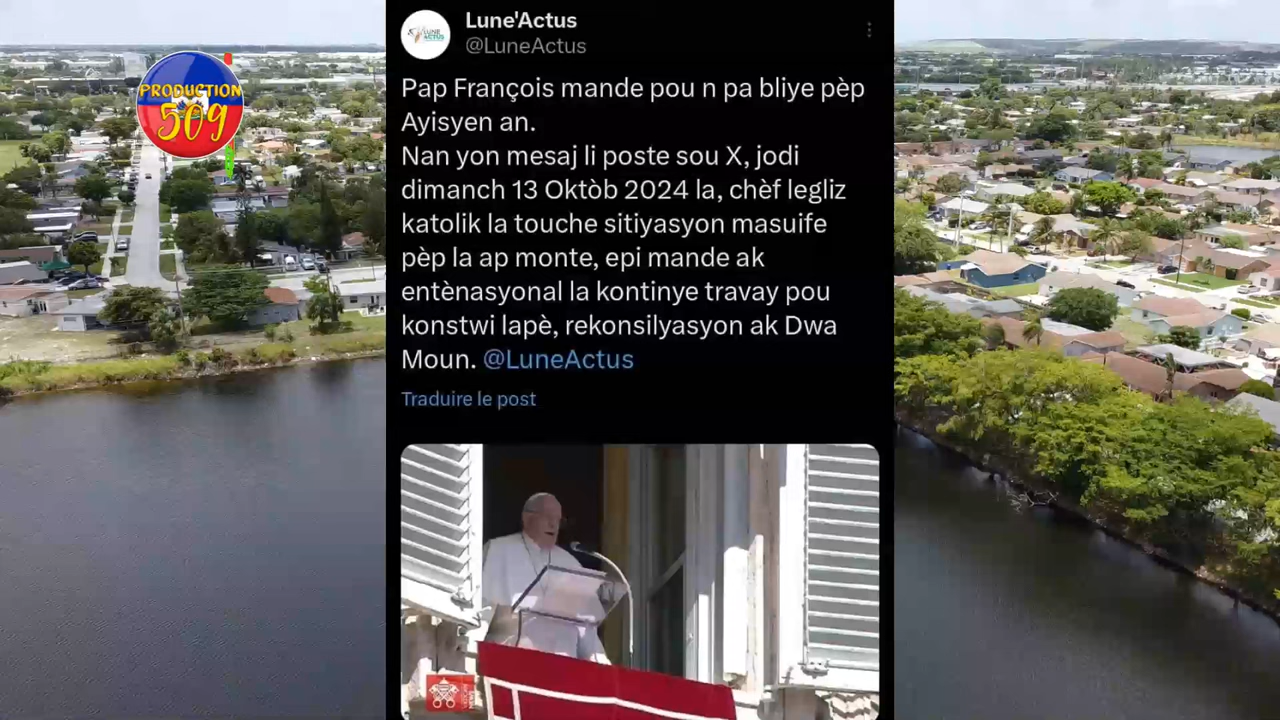 PRODUCTION
509
Lune'Actus
@LuneActus
Pap François mande pou n pa bliye pèp
Ayisyen an.
Nan yon mesaj li poste sou X, jodi
dimanch 13 Oktòb 2024 la, chèf legliz
katolik la touche sitiyasyon masuife
pèp la ap monte, epi mande ak
entènasyonal la kontinye travay pou
konstwi lapè, rekonsilyasyon ak Dwa
Moun. @LuneActus
Traduire le post